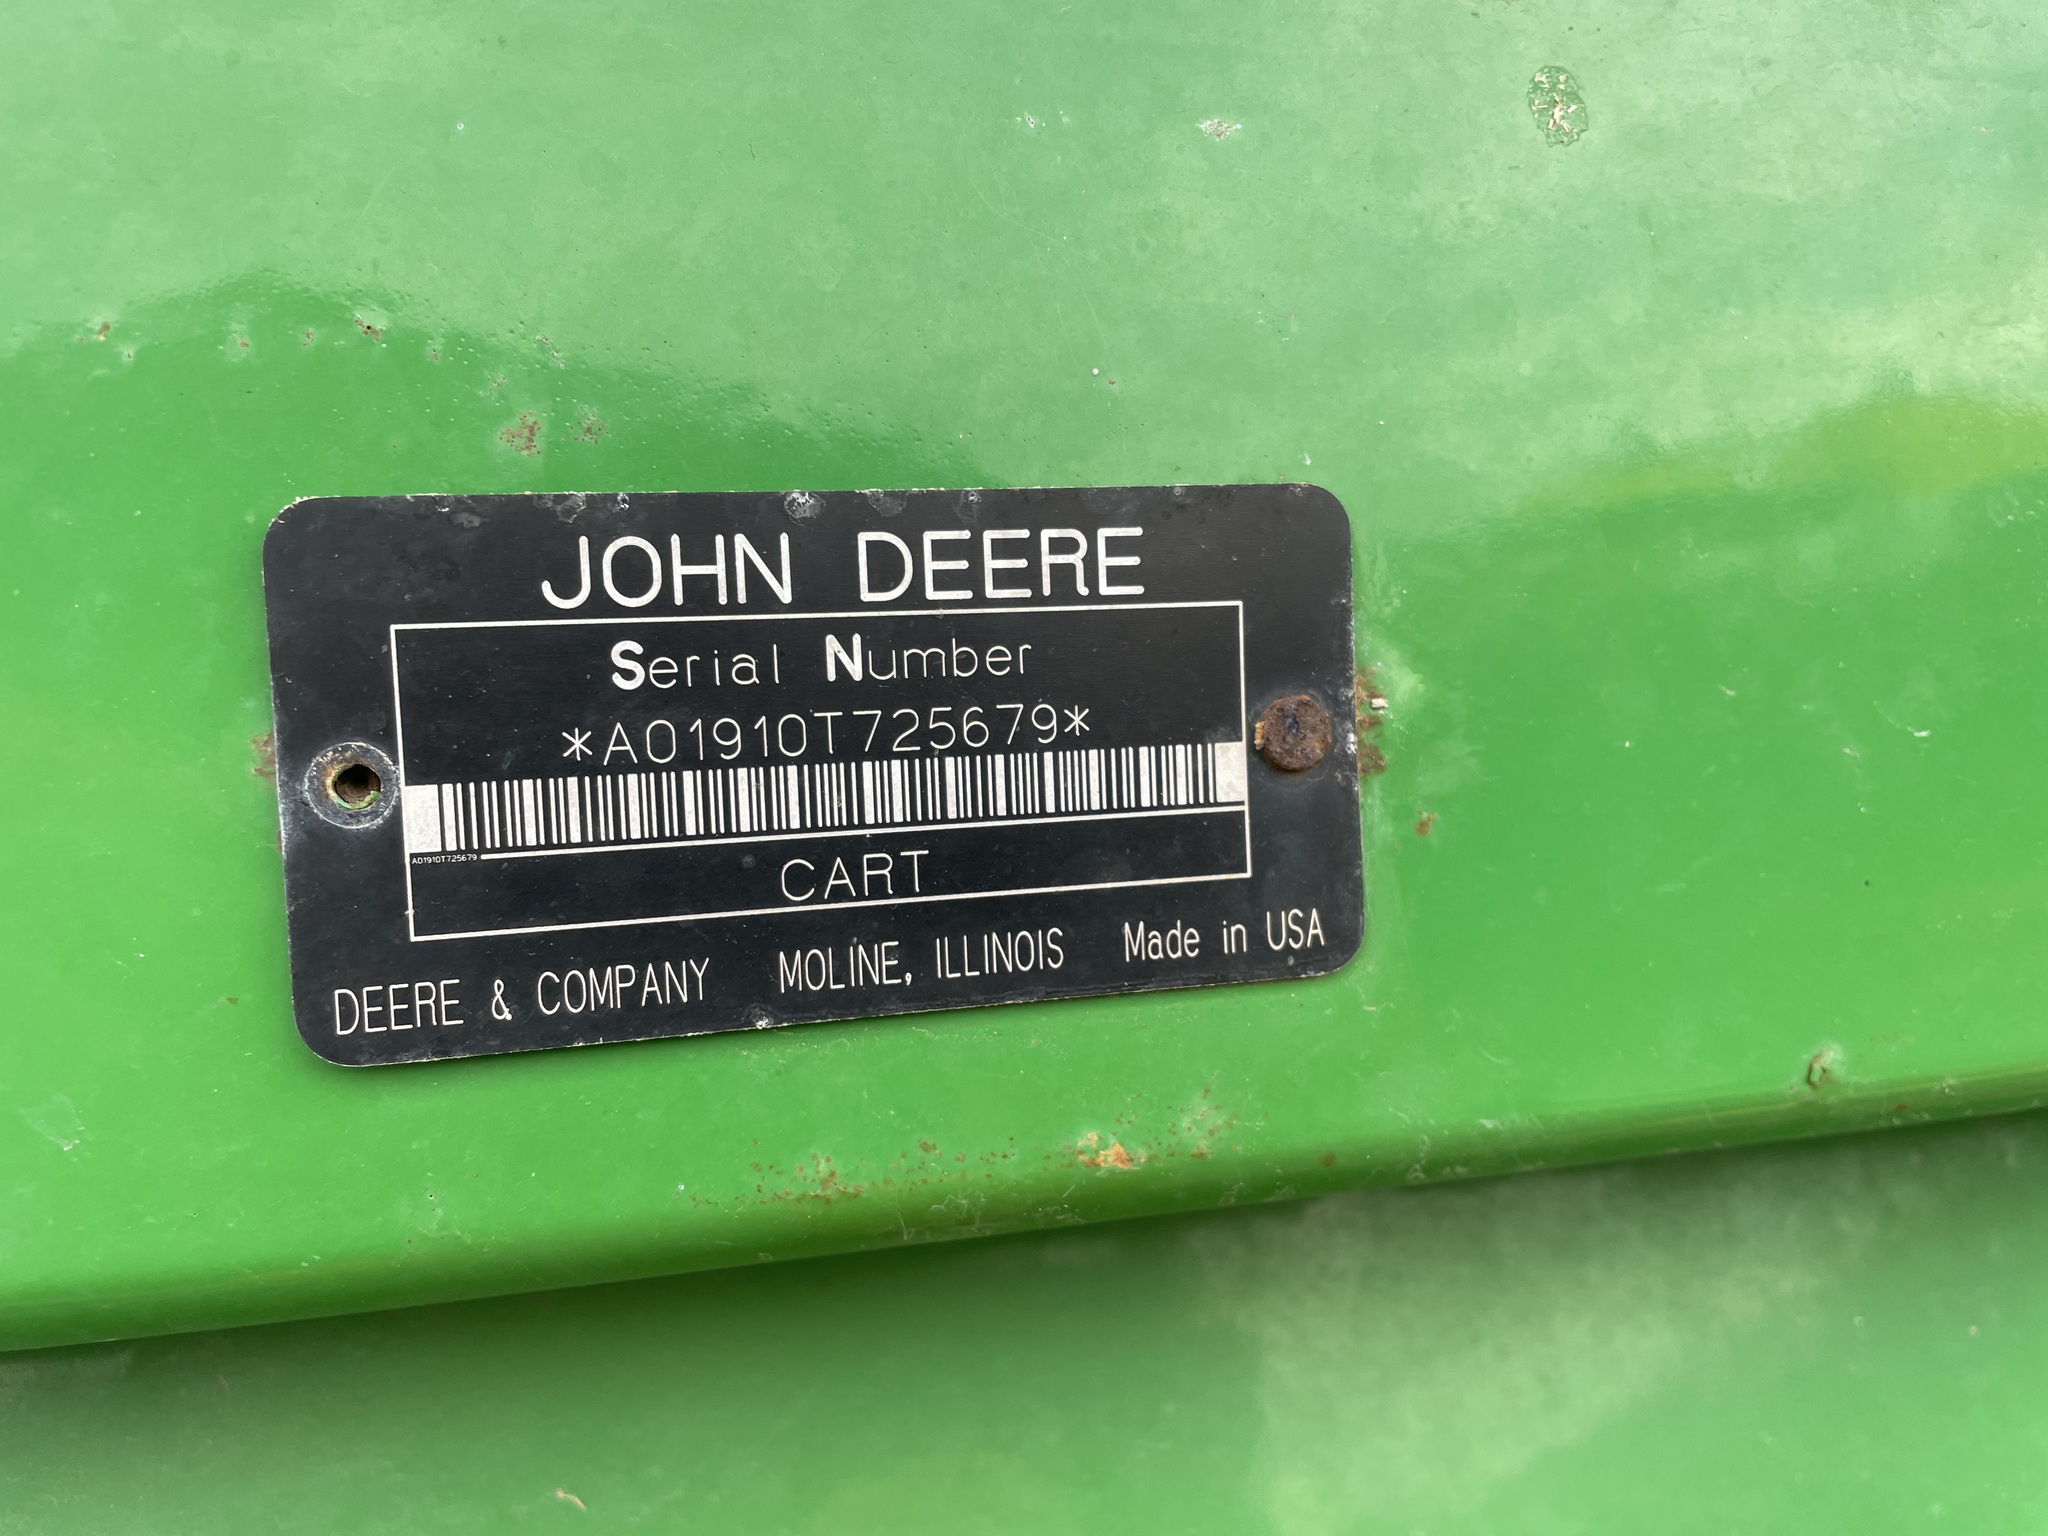 JOHN DEERE
Serial Number
*A01910T725679*
A01910T725679
CART
DEERE & COMPANY MOLINE, ILLINOIS Made in USA